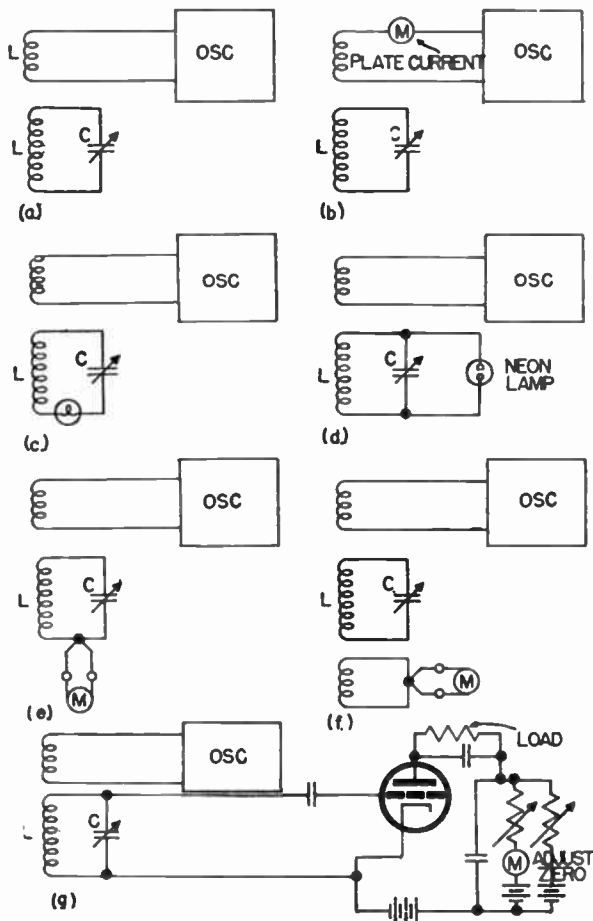 L
OSC
L
C
(a)
M
PLATE CURRENT
OSC
L
C
(b)
OSC
L
C
(c)
OSC
L
C
NEON
LAMP
(d)
OSC
L
C
M
(e)
OSC
L
C
M
(f)
OSC
C
LOAD
M
ADJUST
ZERO
(g)